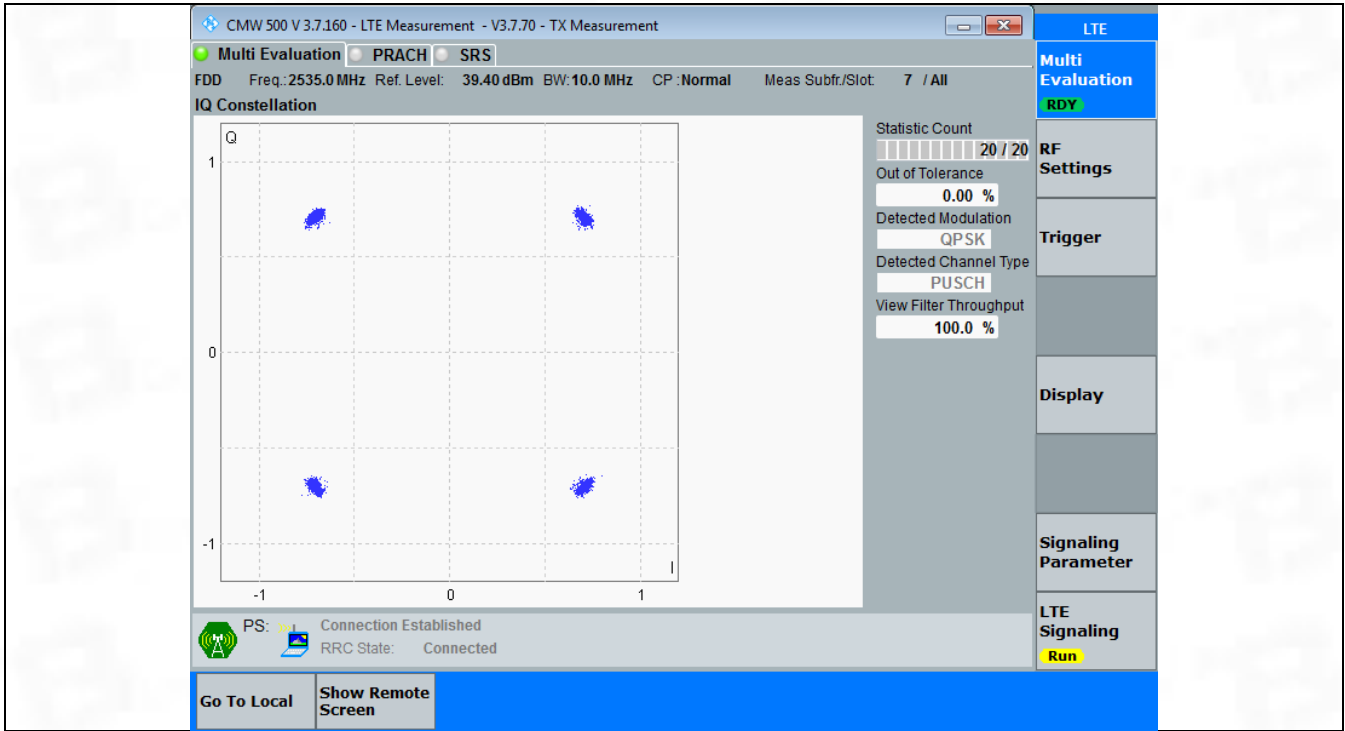 CMW 500 V 3.7.160 - LTE Measurement - V3.7.70 - TX Measurement
LTE
Multi Evaluation PRACH SRS
FDD Freq.:2535.0 MHz Ref. Level: 39.40 dBm BW:10.0 MHz CP :Normal Meas Subfr./Slot: 7 / All
IQ Constellation
Q
1
0
-1
I
-1 0 1
Statistic Count
20 / 20
Out of Tolerance
0.00 %
Detected Modulation
QPSK
Detected Channel Type
PUSCH
View Filter Throughput
100.0 %
Multi
Evaluation
RDY
RF
Settings
Trigger
Display
Signaling
Parameter
LTE
Signaling
Run
PS: Connection Established
RRC State: Connected
Go To Local
Show Remote
Screen